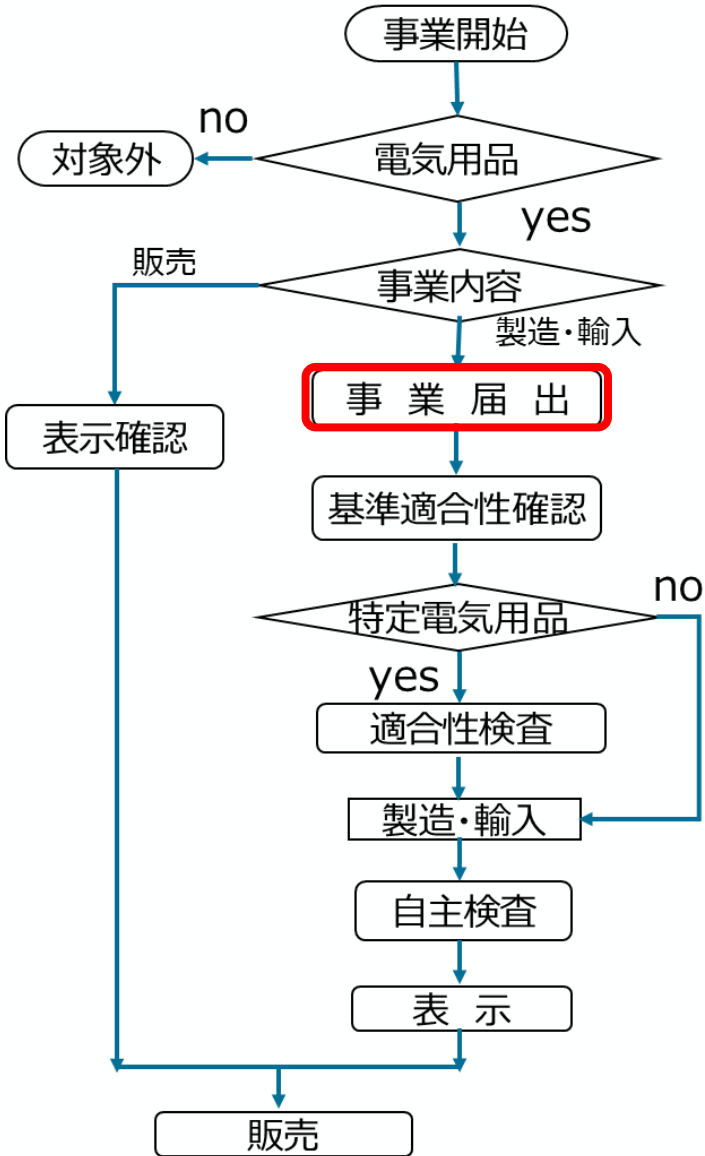 事業開始
no
対象外
電気用品
yes
販売
事業内容
製造・輸入
事 業 届 出
表示確認
基準適合性確認
no
特定電気用品
yes
適合性検査
製造・輸入
自主検査
表 示
販売